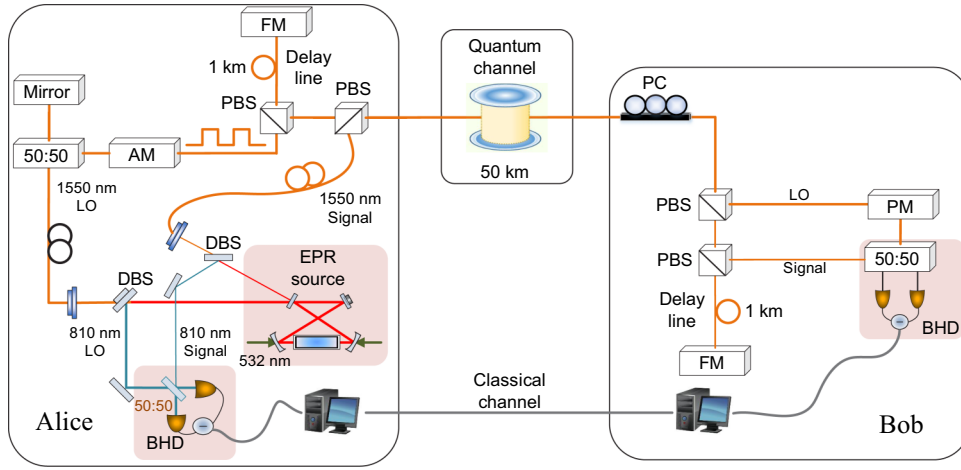 FM
1 km
Delay
line
PBS
PBS
Mirror
50:50
AM
1550 nm
LO
1550 nm
Signal
DBS
DBS
EPR
source
532 nm
810 nm
LO
810 nm
Signal
50:50
BHD
Alice
Quantum
channel
50 km
Classical
channel
PC
PBS
LO
PM
PBS
Signal
50:50
Delay
line
1 km
BHD
FM
Bob